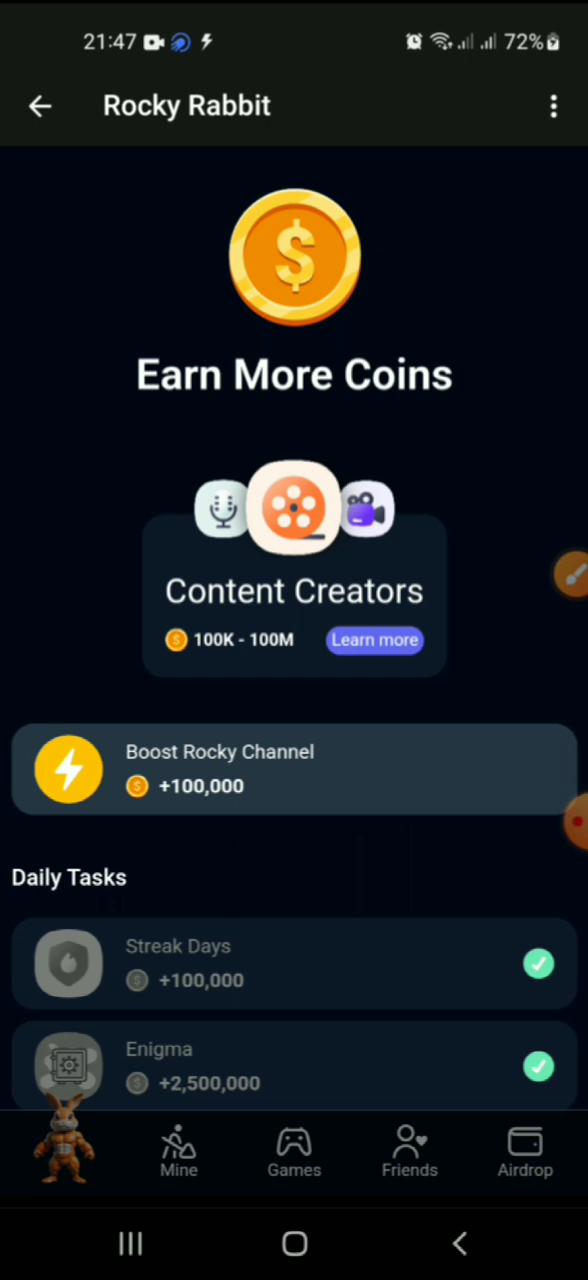 21:47
72%
Rocky Rabbit
Earn More Coins
Content Creators
100K - 100M
Learn more
Boost Rocky Channel
+100,000
Daily Tasks
Streak Days
+100,000
Enigma
+2,500,000
Mine
Games
Friends
Airdrop